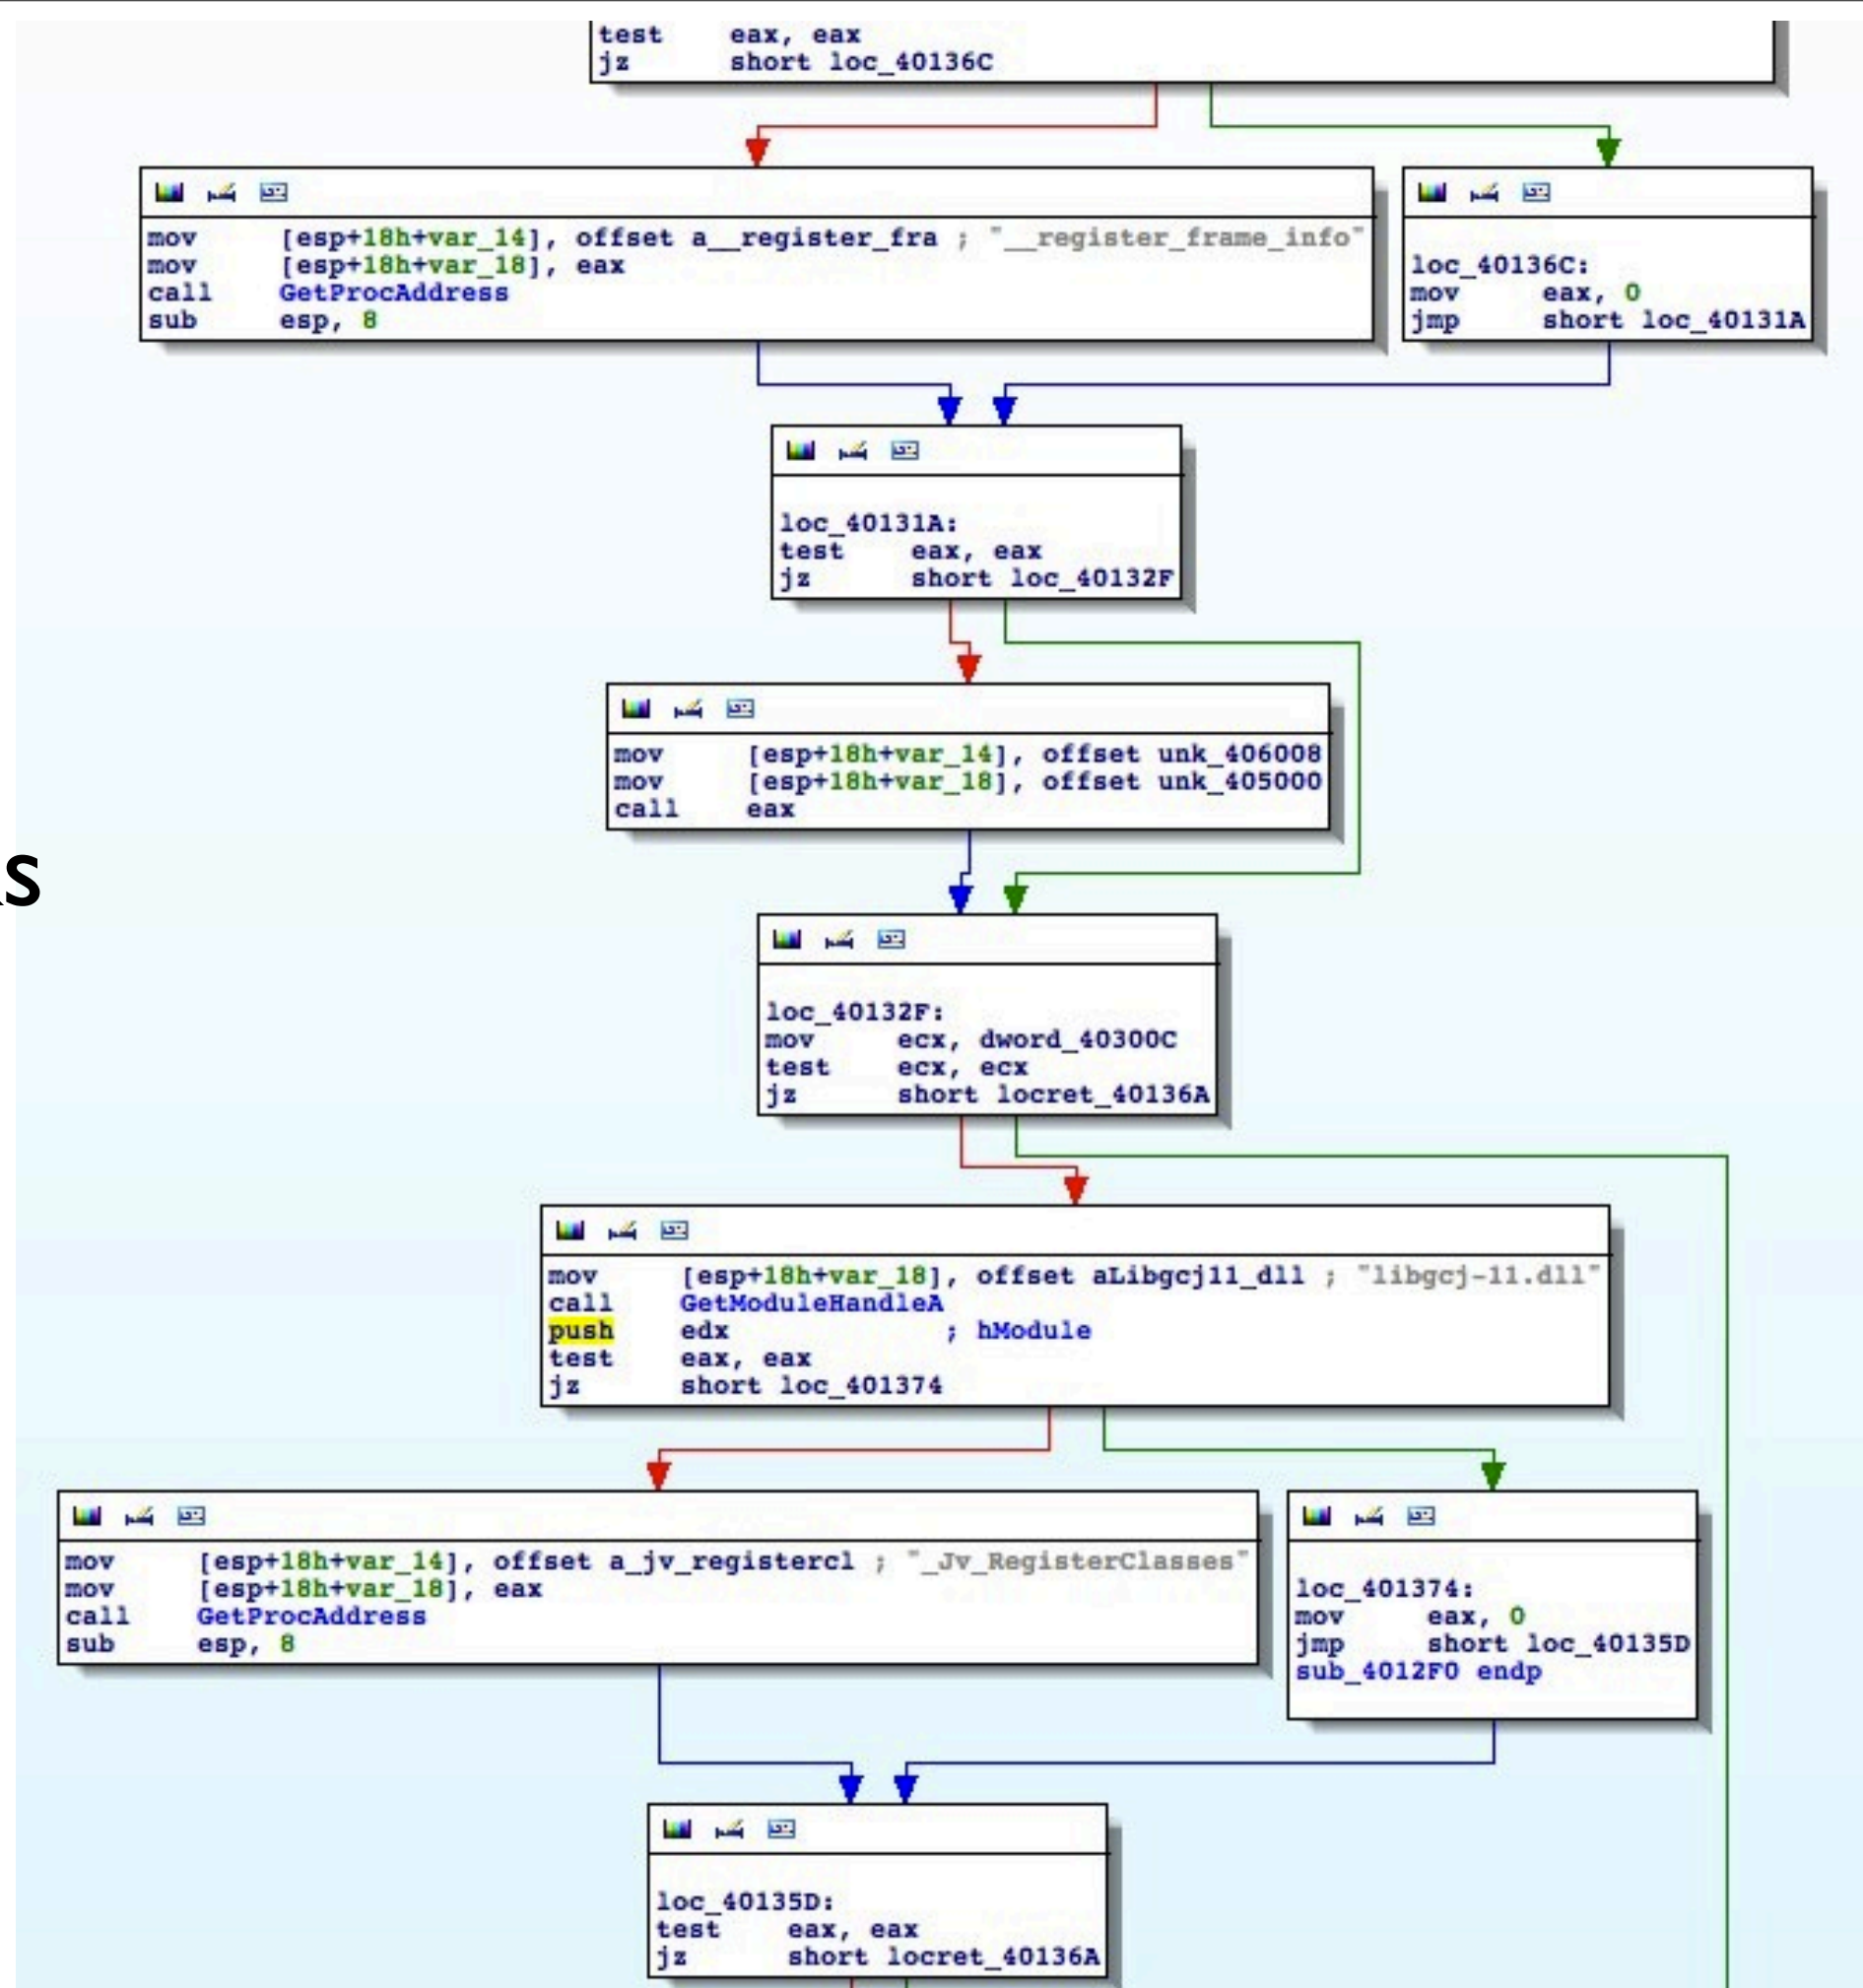 test eax, eax
jz short loc_40136C
mov [esp+18h+var_14], offset a__register_fra ; "__register_frame_info"
mov [esp+18h+var_18], eax
call GetProcAddress
sub esp, 8
loc_40136C:
mov eax, 0
jmp short loc_40131A
loc_40131A:
test eax, eax
jz short loc_40132F
mov [esp+18h+var_14], offset unk_406008
mov [esp+18h+var_18], offset unk_405000
call eax
s
loc_40132F:
mov ecx, dword_40300C
test ecx, ecx
jz short locret_40136A
mov [esp+18h+var_18], offset aLibgcj11_dll ; "libgcj-11.dll"
call GetModuleHandleA
push edx ; hModule
test eax, eax
jz short loc_401374
mov [esp+18h+var_14], offset a_jv_registercl ; "_Jv_RegisterClasses"
mov [esp+18h+var_18], eax
call GetProcAddress
sub esp, 8
loc_401374:
mov eax, 0
jmp short loc_40135D
sub_4012F0 endp
loc_40135D:
test eax, eax
jz short locret_40136A